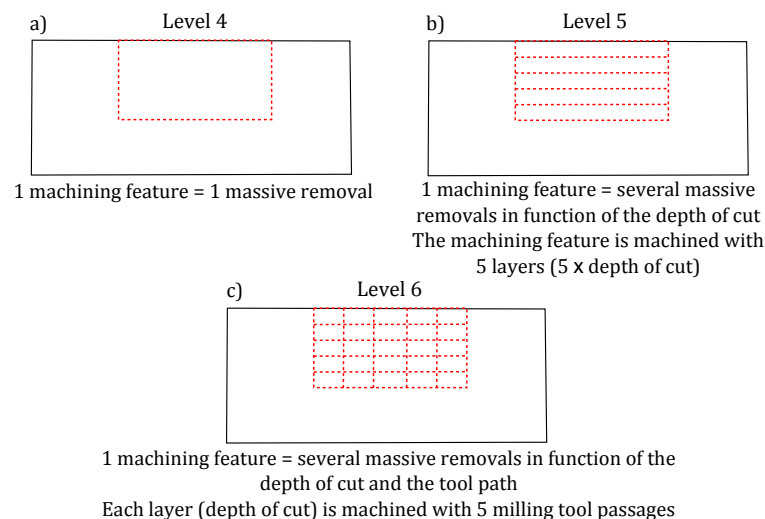 a)
Level 4
1 machining feature = 1 massive removal
b)
Level 5
1 machining feature = several massive
removals in function of the depth of cut
The machining feature is machined with
5 layers (5 x depth of cut)
c)
Level 6
1 machining feature = several massive removals in function of the
depth of cut and the tool path
Each layer (depth of cut) is machined with 5 milling tool passages